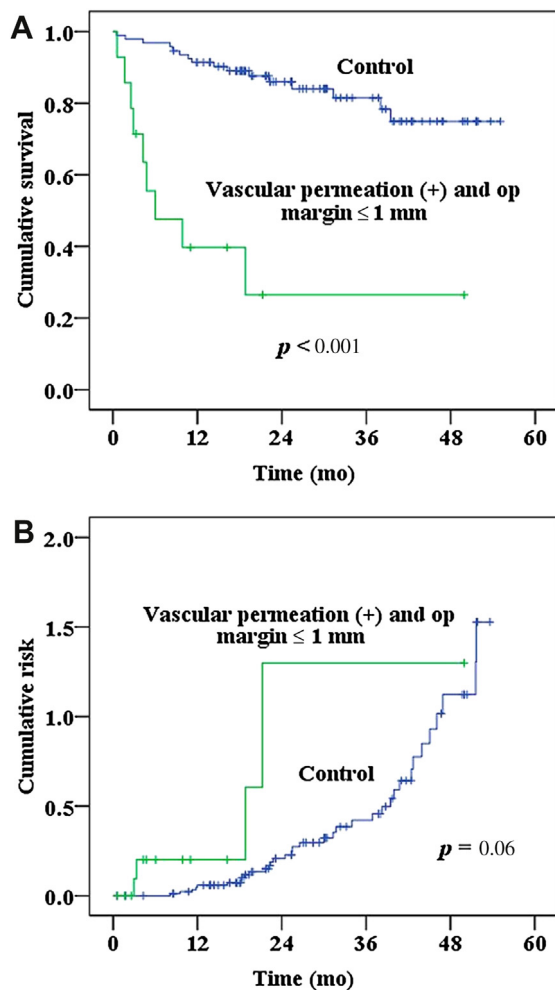 A
1.0
0.8
0.6
0.4
0.2
0.0
Cumulative survival
Control
Vascular permeation (+) and op
margin ≤ 1 mm
p < 0.001
0 12 24 36 48 60
Time (mo)
B
2.0
1.5
1.0
0.5
0.0
Cumulative risk
Vascular permeation (+) and op
margin ≤ 1 mm
Control
p = 0.06
0 12 24 36 48 60
Time (mo)